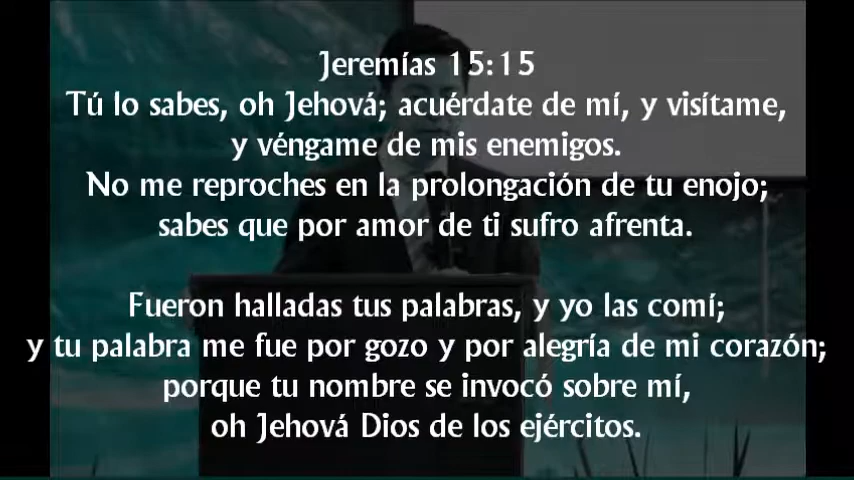 Jeremías 15:15
Tú lo sabes, oh Jehová; acuérdate de mí, y visítame,
y véngame de mis enemigos.
No me reproches en la prolongación de tu enojo;
sabes que por amor de ti sufro afrenta.
Fueron halladas tus palabras, y yo las comí;
y tu palabra me fue por gozo y por alegría de mi corazón;
porque tu nombre se invocó sobre mí,
oh Jehová Dios de los ejércitos.